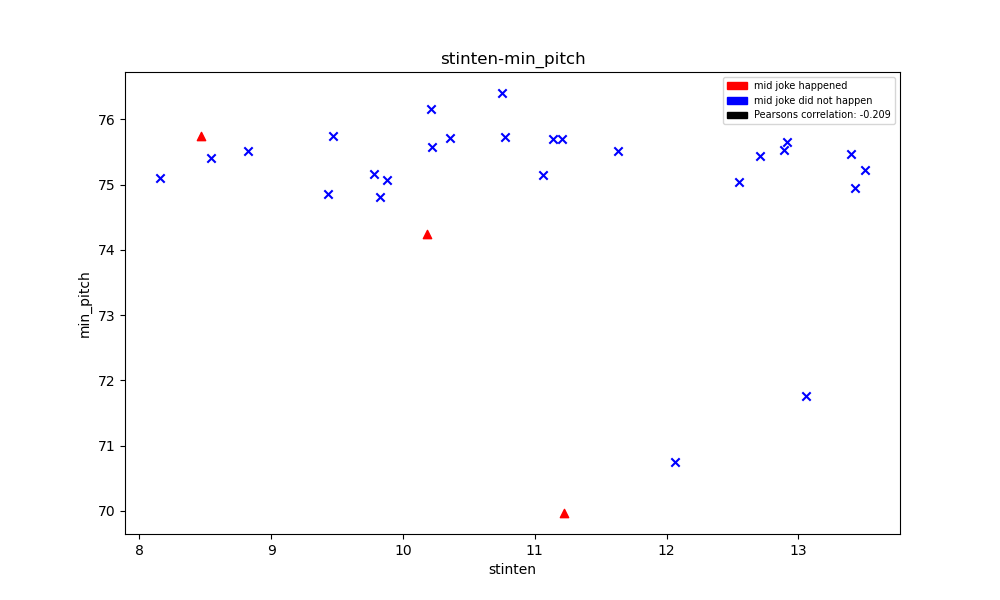 stinten-min_pitch
mid joke happened
mid joke did not happen
Pearsons correlation: -0.209
min_pitch
76
75
74
73
72
71
70
8 9 10 11 12 13
stinten